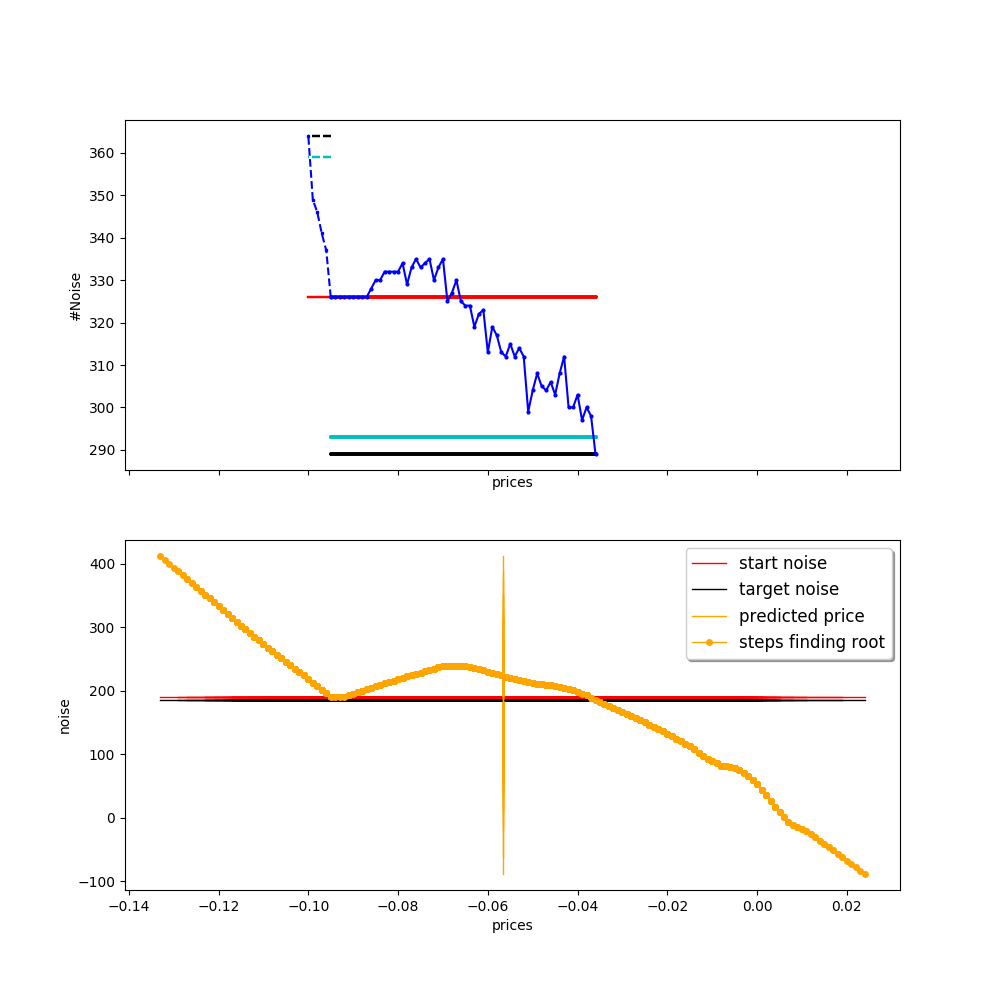 360
350
340
330
320
310
300
290
#Noise
prices
400
300
200
100
0
−100
noise
start noise
target noise
predicted price
steps finding root
−0.14 −0.12 −0.10 −0.08 −0.06 −0.04 −0.02 0.00 0.02
prices